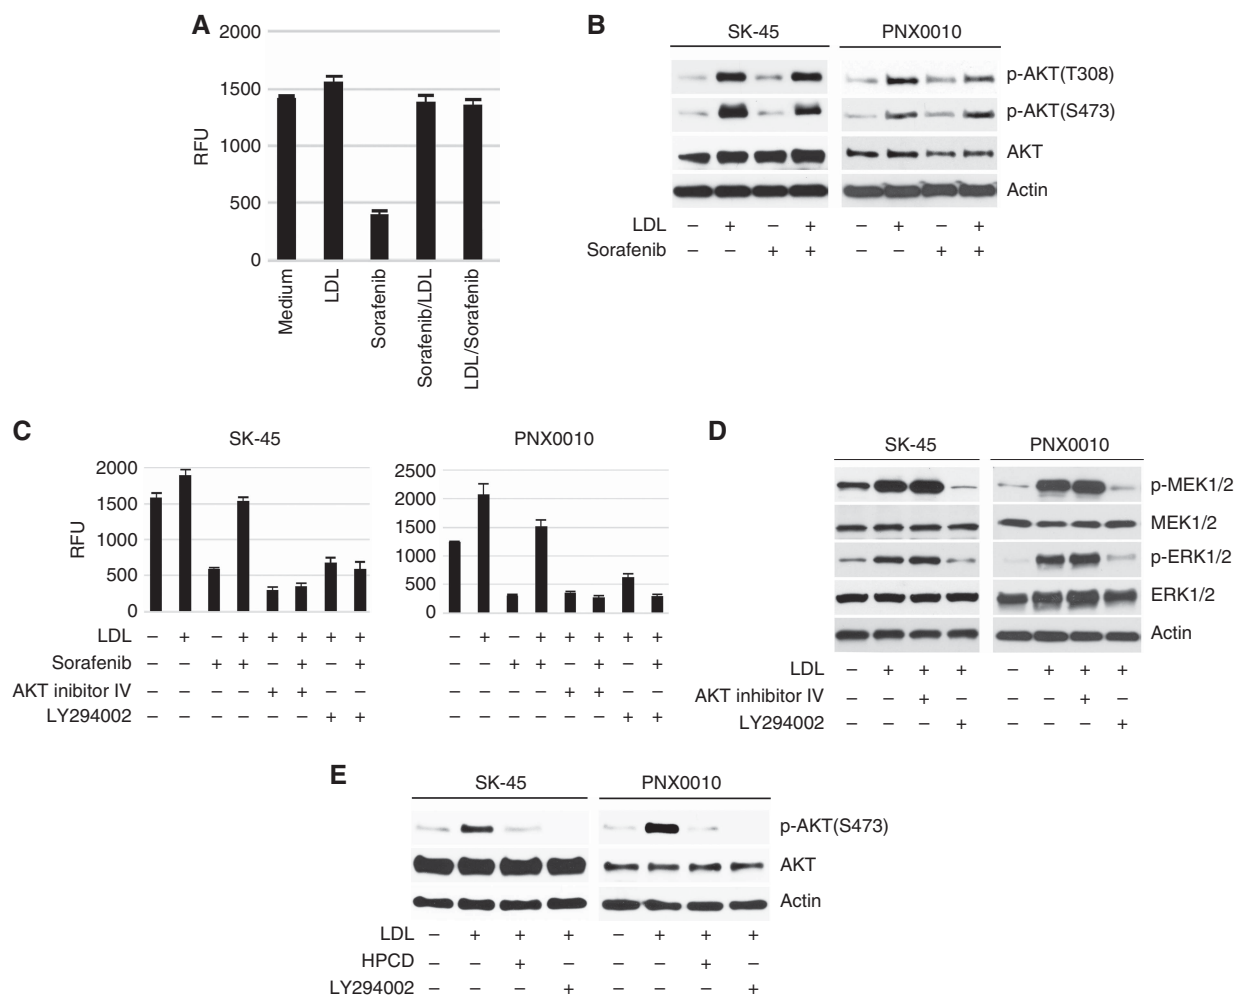 A
2000
1500
1000
500
0
RFU
Medium
LDL
Sorafenib
Sorafenib/LDL
LDL/Sorafenib
B
SK-45 PNX0010
p-AKT(T308)
p-AKT(S473)
AKT
Actin
LDL − + − + − + − +
Sorafenib − − + + − − + +
C
SK-45
2000
1500
1000
500
0
RFU
PNX0010
2500
2000
1500
1000
500
0
LDL − + − + + + + + − + − + + + + +
Sorafenib − − + + − + − + − − + + − + − +
AKT inibitor IV − − − − + + − − − − − − + + − −
LY294002 − − − − − − + + − − − − − − + +
D
SK-45 PNX0010
p-MEK1/2
MEK1/2
p-ERK1/2
ERK1/2
Actin
LDL − + + + − + + +
AKT inhibitor IV − − + − − − + −
LY294002 − − − + − − − +
E
SK-45 PNX0010
p-AKT(S473)
AKT
Actin
LDL − + + + − + + +
HPCD − − + − − − + −
LY294002 − − − + − − − +